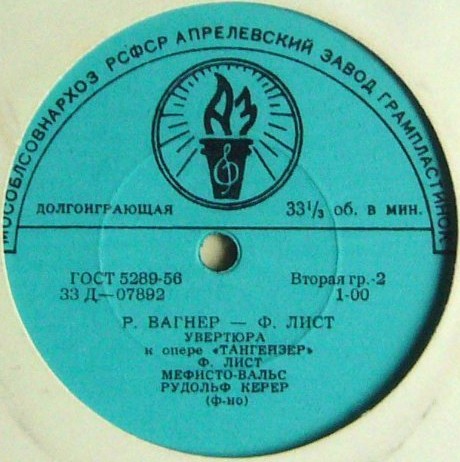 МОСОБЛСОВНАРХОЗ РСФСР АПРЕЛЕВСКИЙ ЗАВОД ГРАМПЛАСТИНОК
АЗ
ДОЛГОИГРАЮЩАЯ 33⅓ об. в мин.
ГОСТ 5289-56 Вторая гр.-2
33 Д—07892 1-00
Р. ВАГНЕР — Ф. ЛИСТ
УВЕРТЮРА
к опере «ТАНГЕЙЗЕР»
Ф. ЛИСТ
МЕФИСТО-ВАЛЬС
РУДОЛЬФ КЕРЕР
(ф-но)